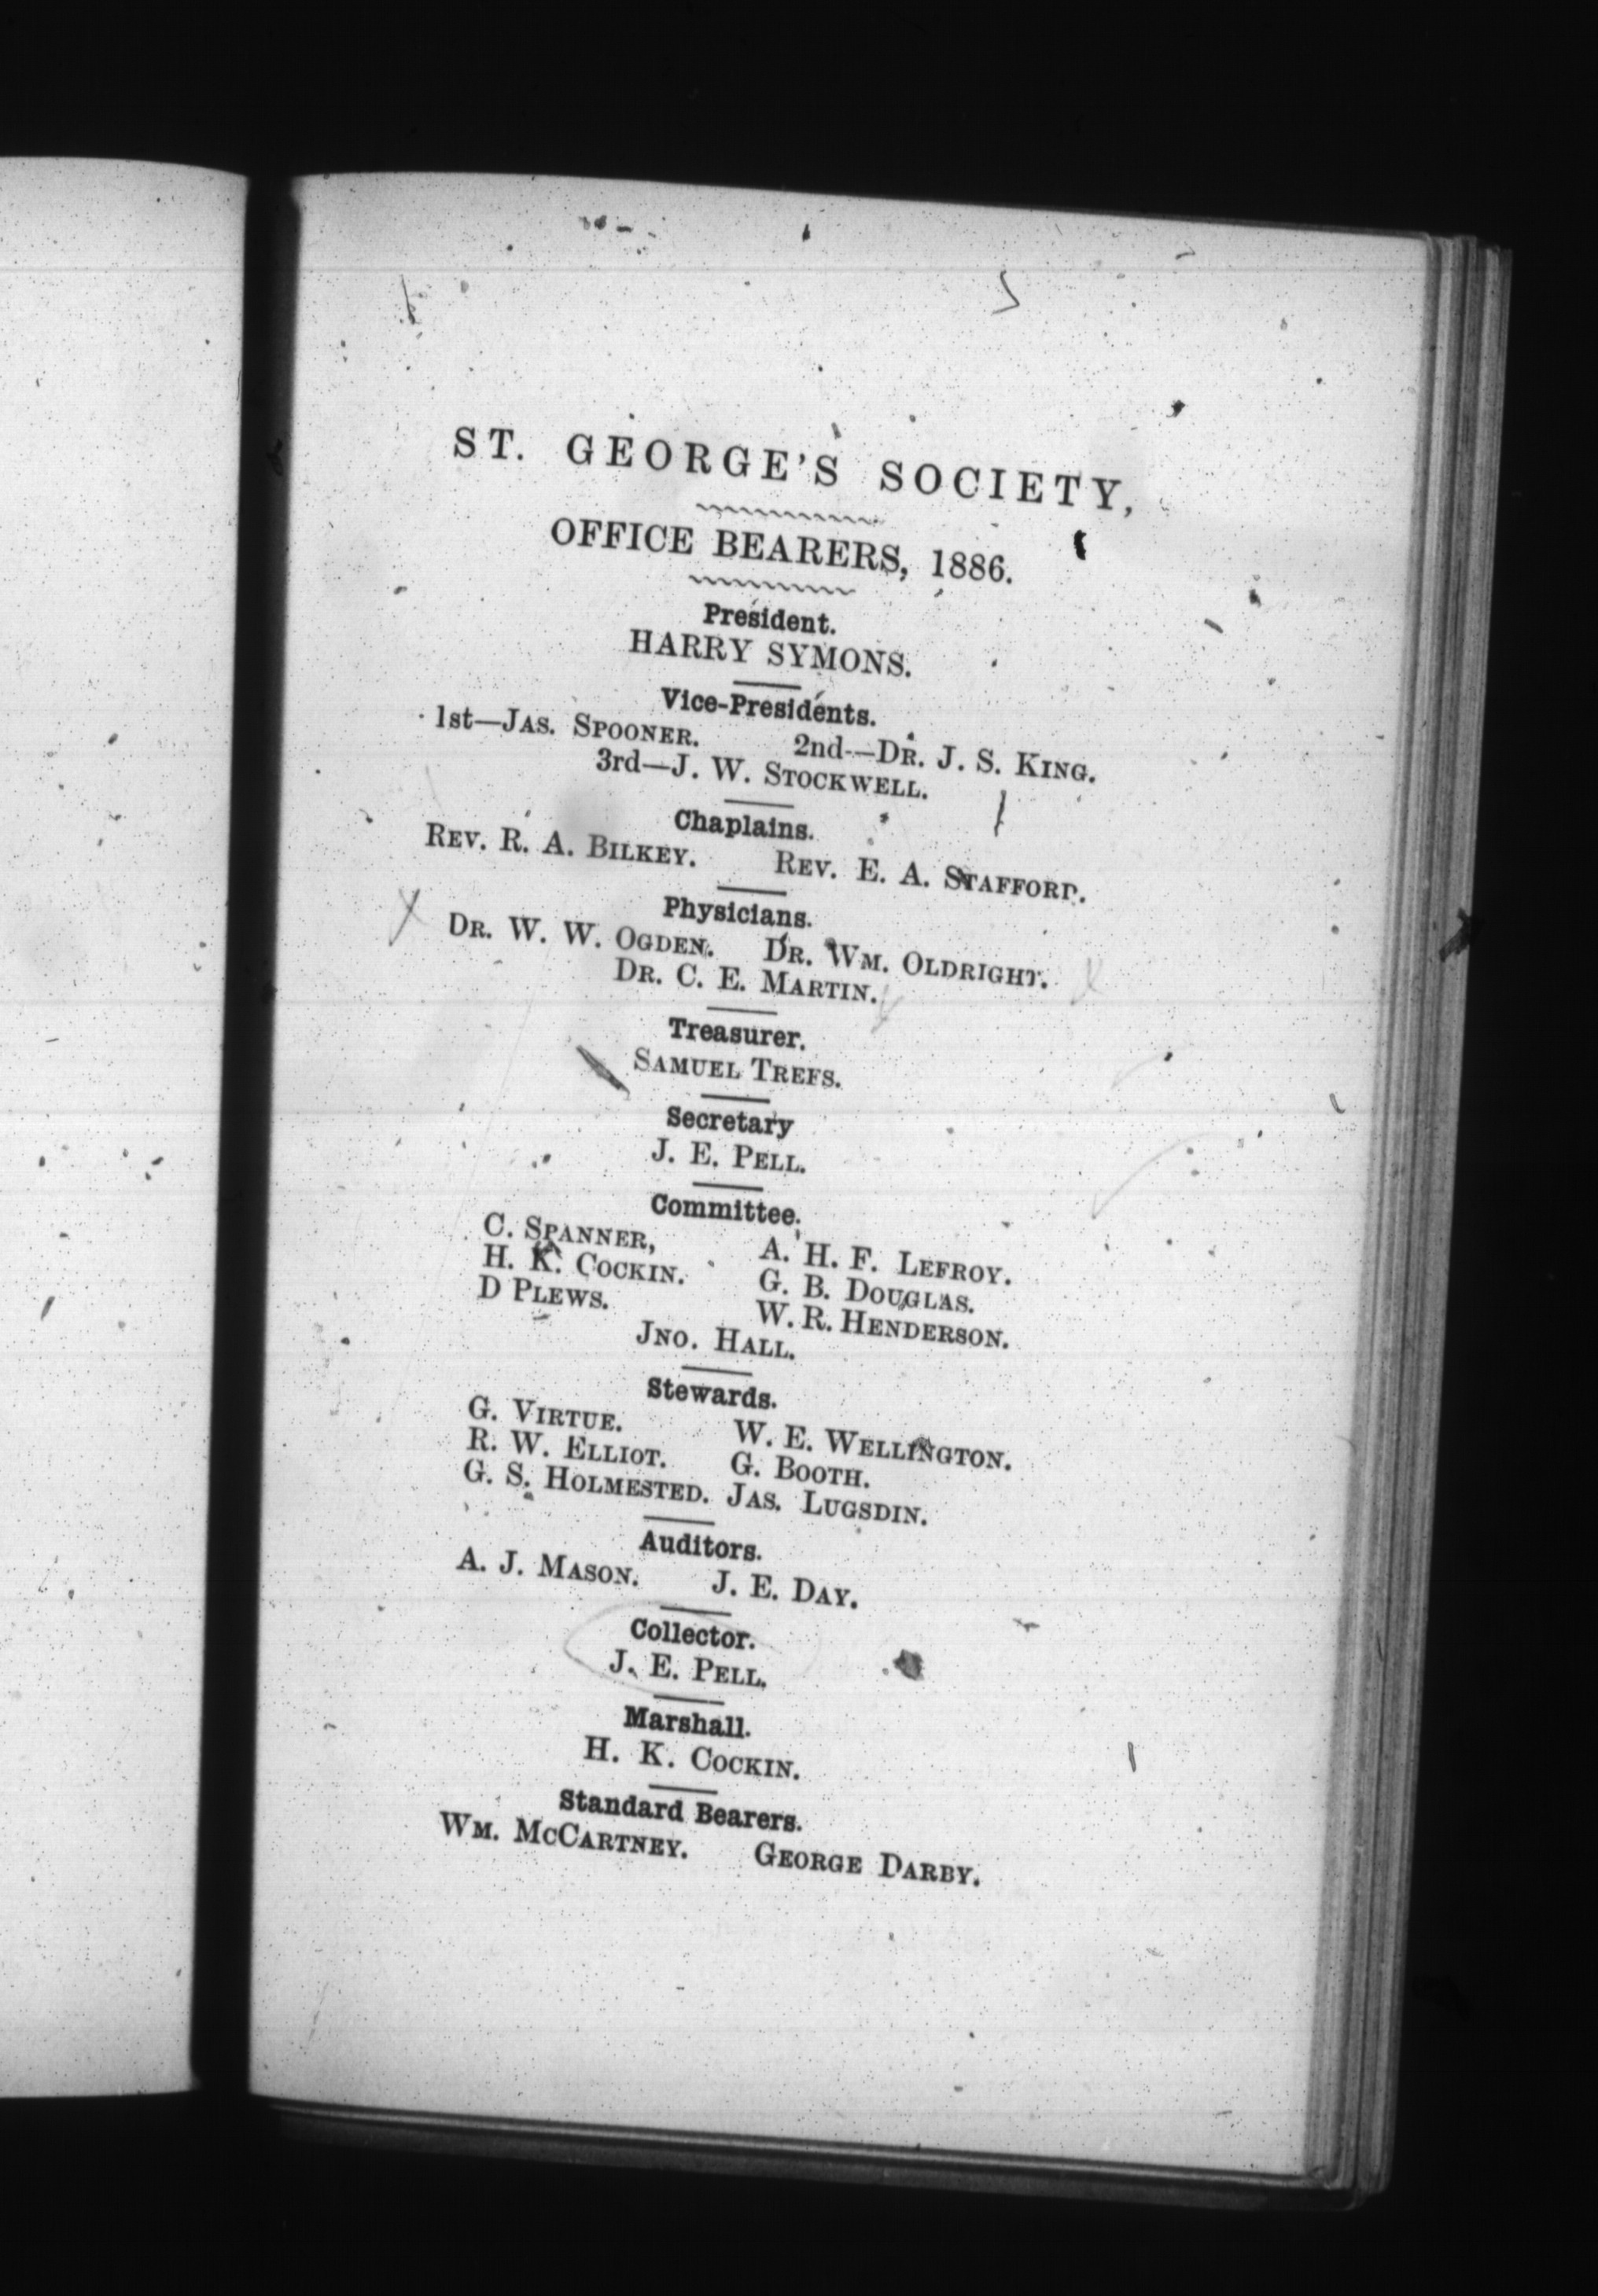 ST. GEORGE'S SOCIETY,
OFFICE BEARERS, 1886.
President.
HARRY SYMONS.
Vice-Presidents.
1st—JAS. SPOONER. 2nd—DR. J. S. KING.
3rd—J. W. STOCKWELL.
Chaplains.
REV. R. A. BILKEY. REV. E. A. STAFFORD.
Physicians.
DR. W. W. OGDEN. DR. WM. OLDRIGHT.
DR. C. E. MARTIN.
Treasurer.
SAMUEL TREES.
Secretary
J. E. PELL.
Committee.
C. SPANNER, A. H. F. LEFROY.
H. K. COCKIN. G. B. DOUGLAS.
D PLEWS. W. R. HENDERSON.
JNO. HALL.
Stewards.
G. VIRTUE. W. E. WELLINGTON.
R. W. ELLIOT. G. BOOTH.
G. S. HOLMESTED. JAS. LUGSDIN.
Auditors.
A. J. MASON. J. E. DAY.
Collector.
J. E. PELL.
Marshall.
H. K. COCKIN.
Standard Bearers.
WM. MCCARTNEY. GEORGE DARBY.